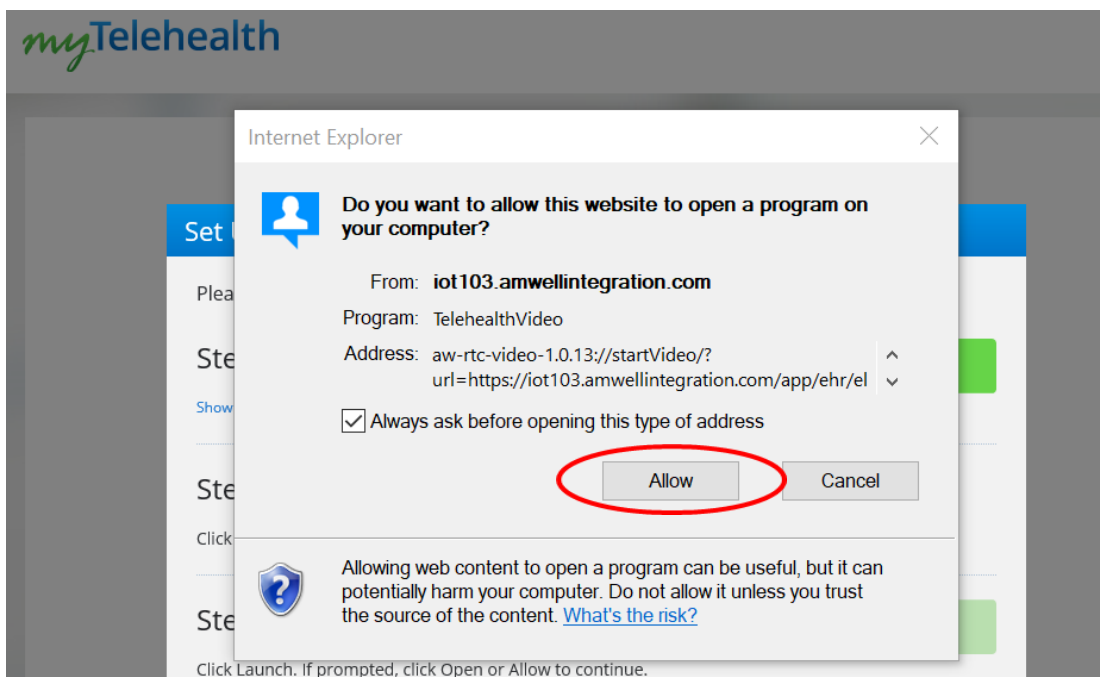 myTelehealth
Internet Explorer
Set
Do you want to allow this website to open a program on
your computer?
Plea
From: iot103.amwellintegration.com
Program: TelehealthVideo
Ste
Address: aw-rtc-video-1.0.13://startVideo/?
url=https://iot103.amwellintegration.com/app/ehr/el
Show
Always ask before opening this type of address
Ste
Allow
Cancel
Click
Allowing web content to open a program can be useful, but it can
potentially harm your computer. Do not allow it unless you trust
the source of the content. What's the risk?
Ste
Click Launch. If prompted, click Open or Allow to continue.